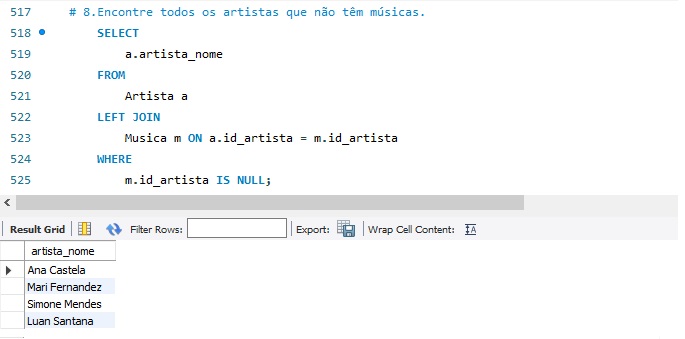 517 # 8.Encontre todos os artistas que não têm músicas.
518 SELECT
519 a.artista_nome
520 FROM
521 Artista a
522 LEFT JOIN
523 Musica m ON a.id_artista = m.id_artista
524 WHERE
525 m.id_artista IS NULL;
Result Grid Filter Rows: Export: Wrap Cell Content:
artista_nome
Ana Castela
Mari Fernandez
Simone Mendes
Luan Santana